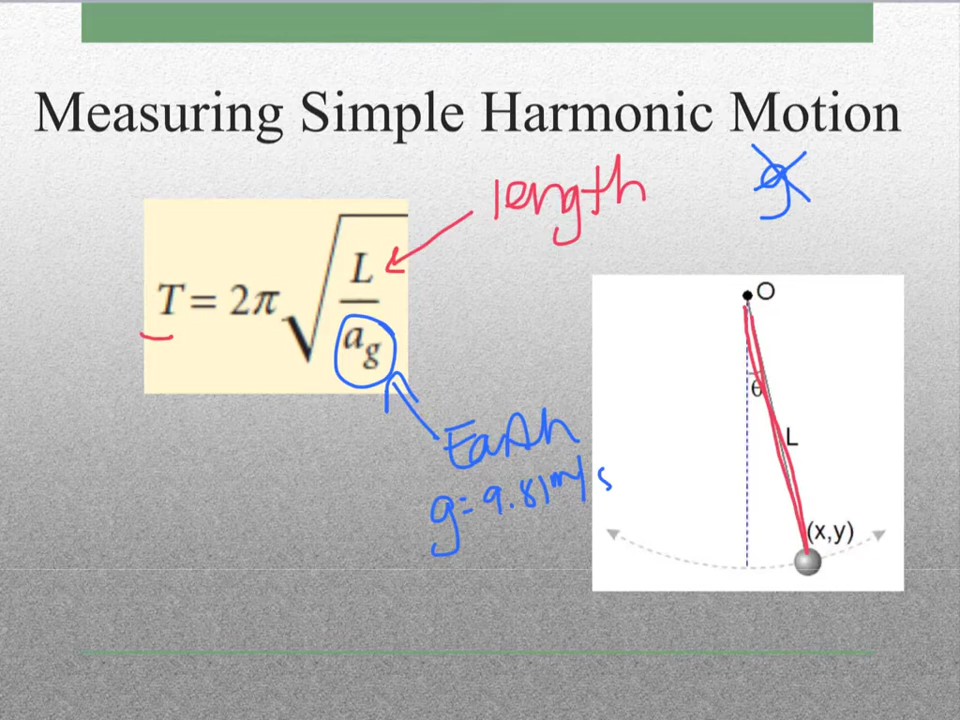 Measuring Simple Harmonic Motion
length
g
T = 2π √ L / a_g
Earth
g = 9.81 m/s
O
θ
L
(x,y)